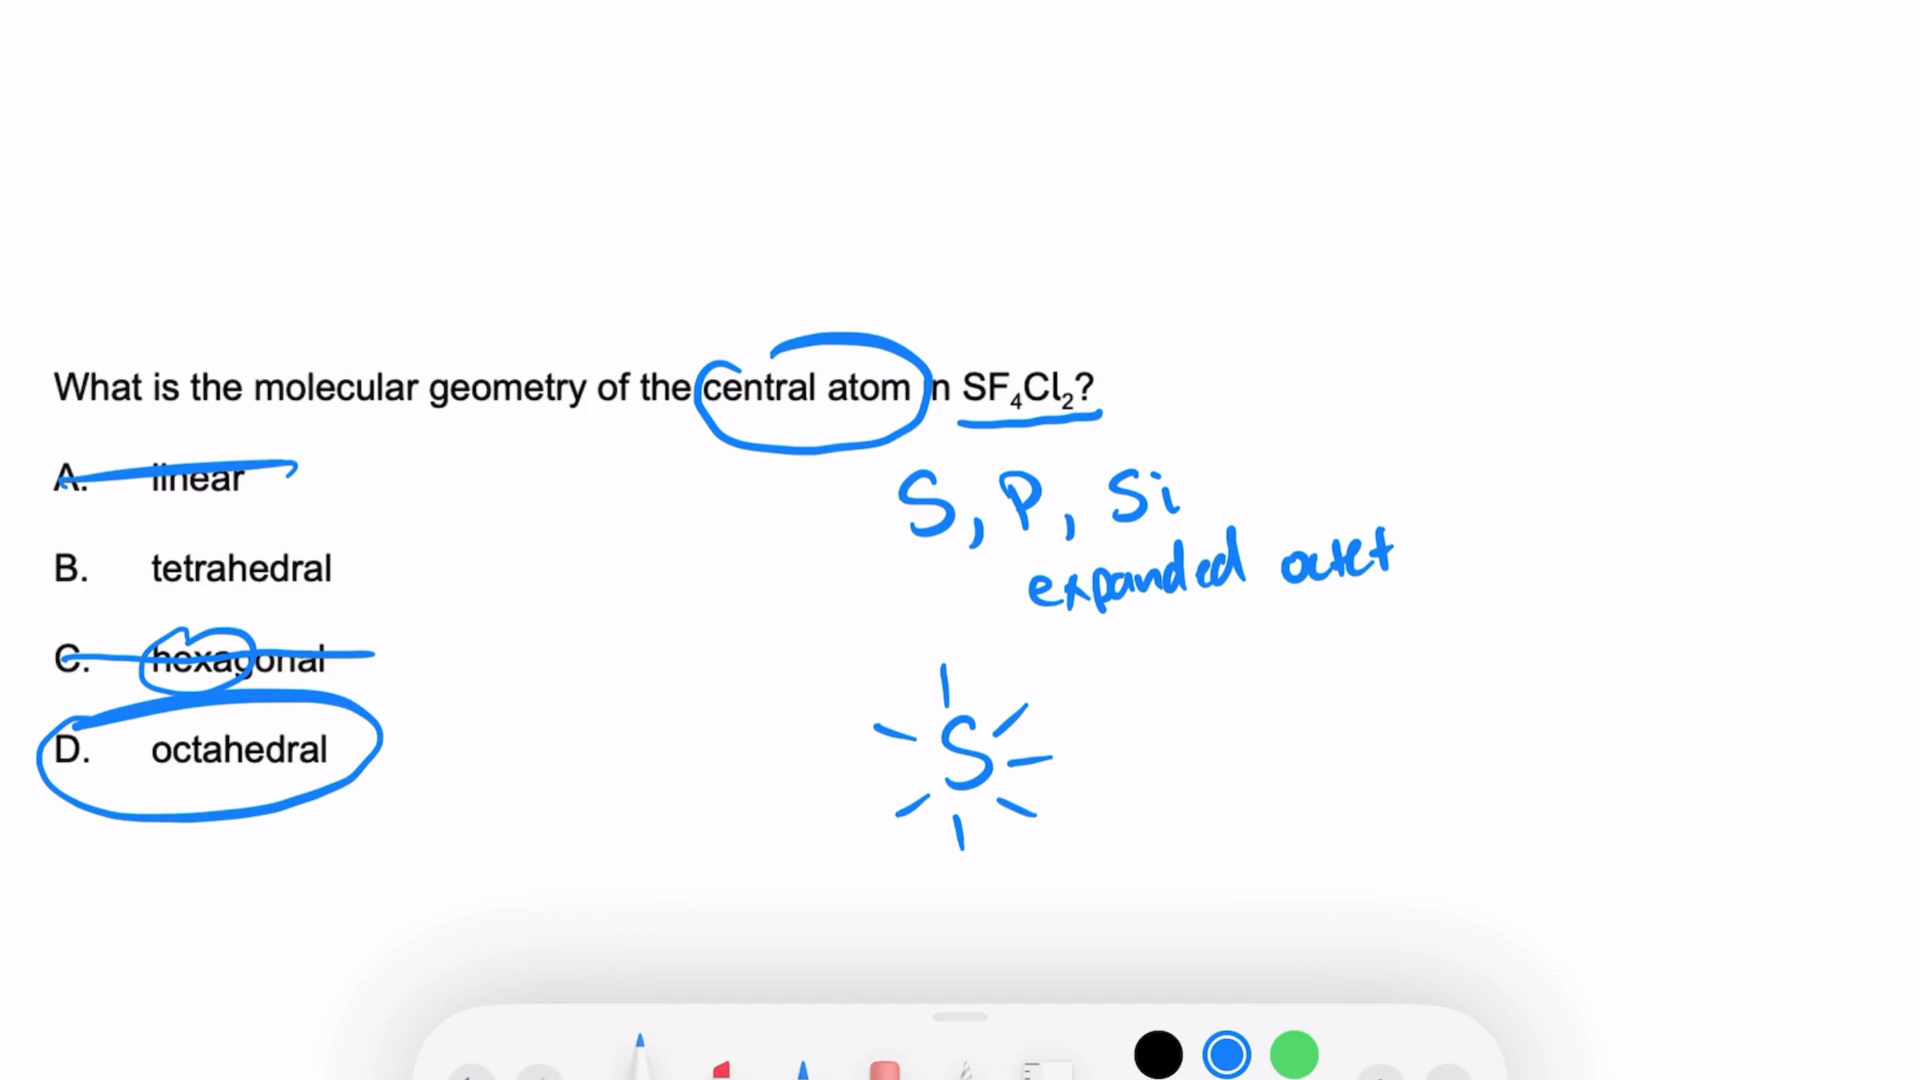 What is the molecular geometry of the central atom in SF₄Cl₂?
A. linear
S, P, Si
expanded octet
B. tetrahedral
C. hexagonal
D. octahedral
S